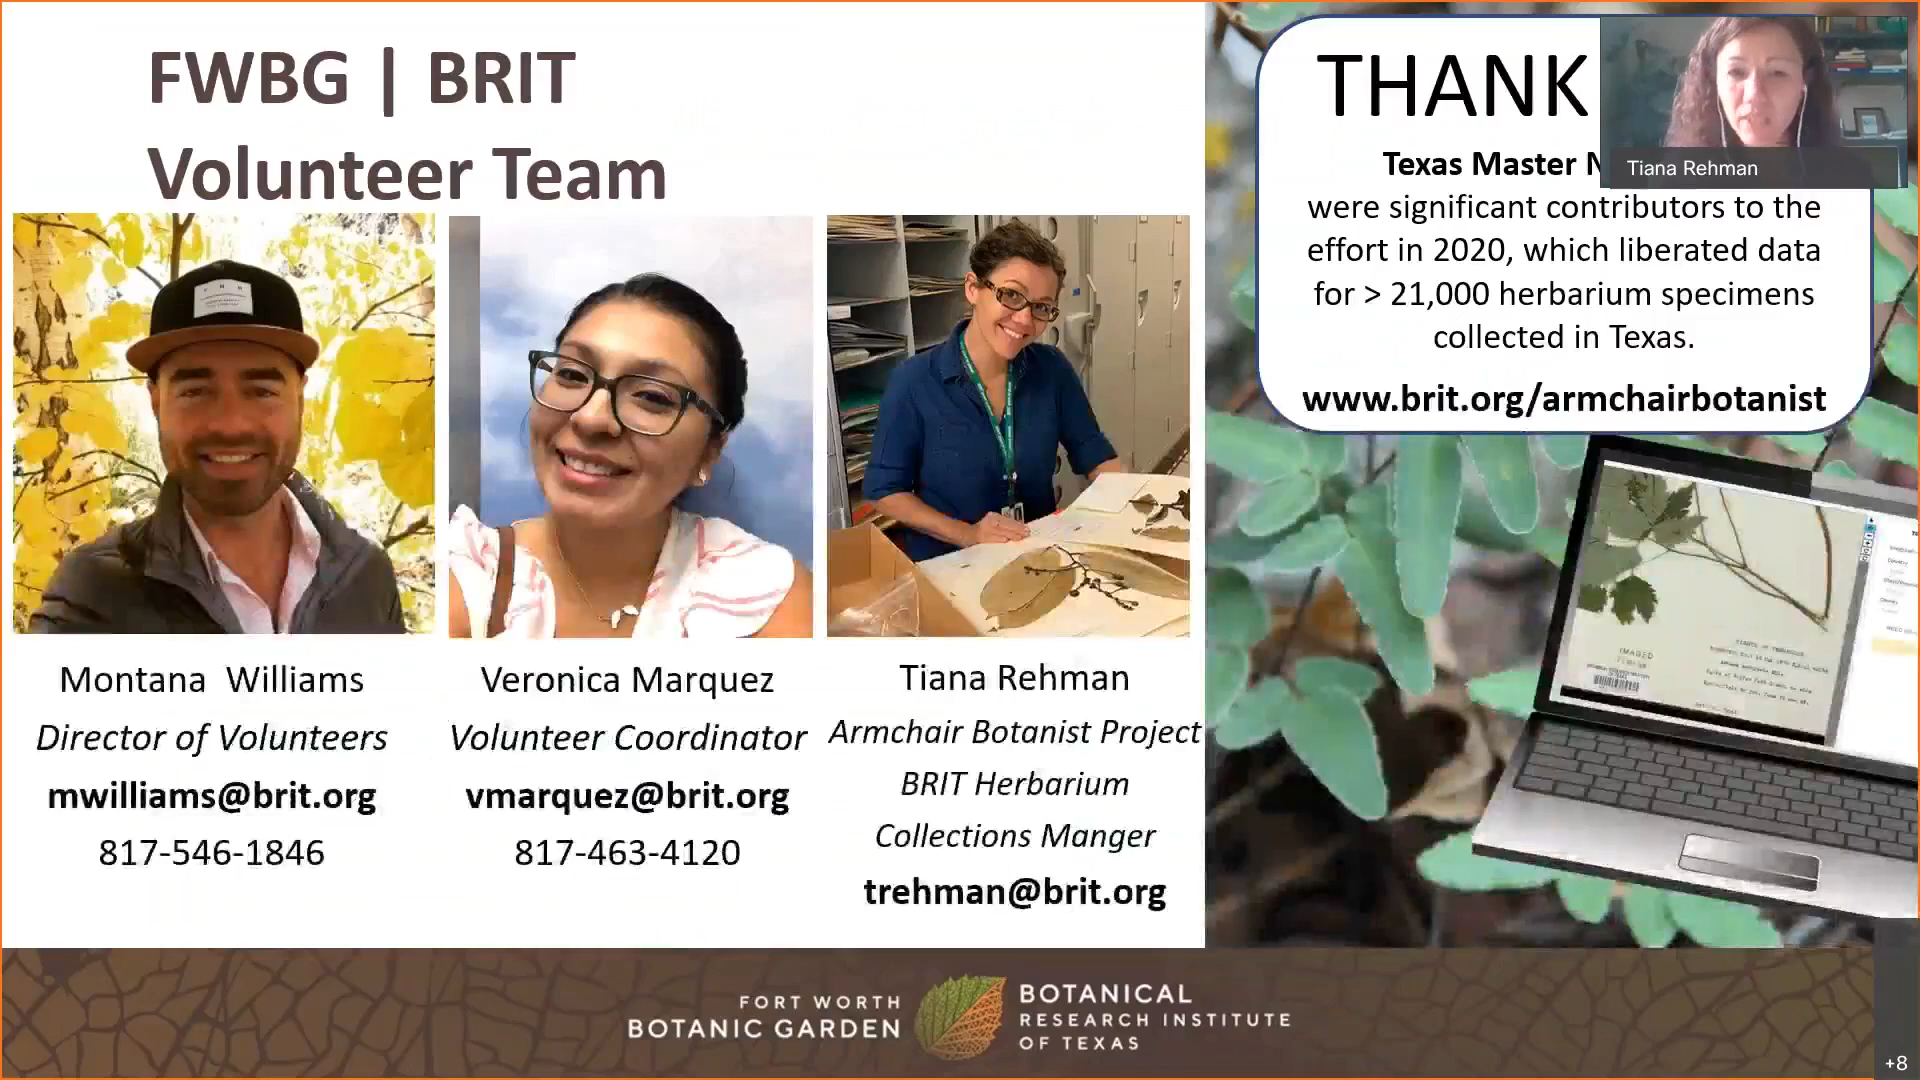 FWBG | BRIT
Volunteer Team
Montana Williams
Director of Volunteers
mwilliams@brit.org
817-546-1846
Veronica Marquez
Volunteer Coordinator
vmarquez@brit.org
817-463-4120
Tiana Rehman
Armchair Botanist Project
BRIT Herbarium
Collections Manger
trehman@brit.org
THANK
Texas Master N
were significant contributors to the
effort in 2020, which liberated data
for > 21,000 herbarium specimens
collected in Texas.
www.brit.org/armchairbotanist
Tiana Rehman
IMAGED
FORT WORTH
BOTANIC GARDEN
BOTANICAL
RESEARCH INSTITUTE
OF TEXAS
+8